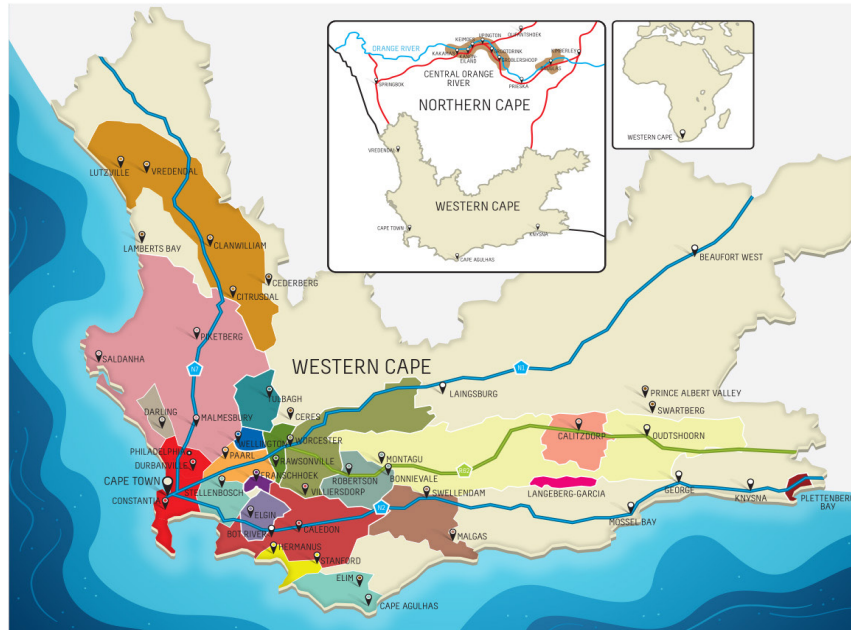 ORANGE RIVER
KEIMOES
UPINGTON
KAKAMAS
GROBLERSHOOP
KIMBERLEY
DOUGLAS
CENTRAL ORANGE
RIVER
SPRINGBOK
PRIESKA
NORTHERN CAPE
VREDENDAL
WESTERN CAPE
CAPE TOWN
KNYSNA
CAPE AGULHAS
WESTERN CAPE
LUTZVILLE
VREDENDAL
LAMBERTS BAY
CLANWILLIAM
CEDERBERG
CITRUSDAL
BEAUFORT WEST
PIKETBERG
SALDANHA
N7
WESTERN CAPE
N1
LAINGSBURG
TULBAGH
CERES
PRINCE ALBERT VALLEY
SWARTBERG
DARLING
MALMESBURY
CALITZDORP
OUDTSHOORN
WELLINGTON
WORCESTER
PHILADELPHIA
PAARL
DURBANVILLE
RAWSONVILLE
MONTAGU
R62
CAPE TOWN
FRANSCHHOEK
ROBERTSON
BONNIEVALE
STELLENBOSCH
VILLIERSDORP
LANGEBERG-GARCIA
GEORGE
KNYSNA
PLETTENBERG
BAY
CONSTANTIA
SWELLENDAM
N2
MOSSEL BAY
ELGIN
CALEDON
BOT RIVER
MALGAS
HERMANUS
STANFORD
ELIM
CAPE AGULHAS